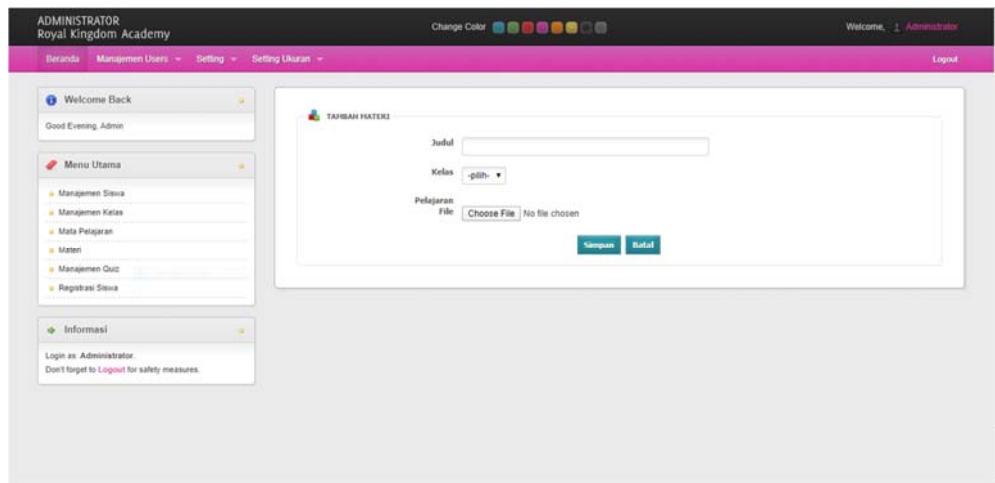 ADMINISTRATOR
Royal Kingdom Academy
Change Color
Welcome, Administrator
Beranda Manajemen Users Setting Setting Ukuran Logout
Welcome Back
Good Evening, Admin
Menu Utama
Manajemen Siswa
Manajemen Kelas
Mata Pelajaran
Materi
Manajemen Quiz
Registrasi Siswa
Informasi
Login as Administrator.
Don't forget to Logout for safety measures.
TAMBAH MATERI
Judul
Kelas -pilih-
Pelajaran
File Choose File No file chosen
Simpan Batal